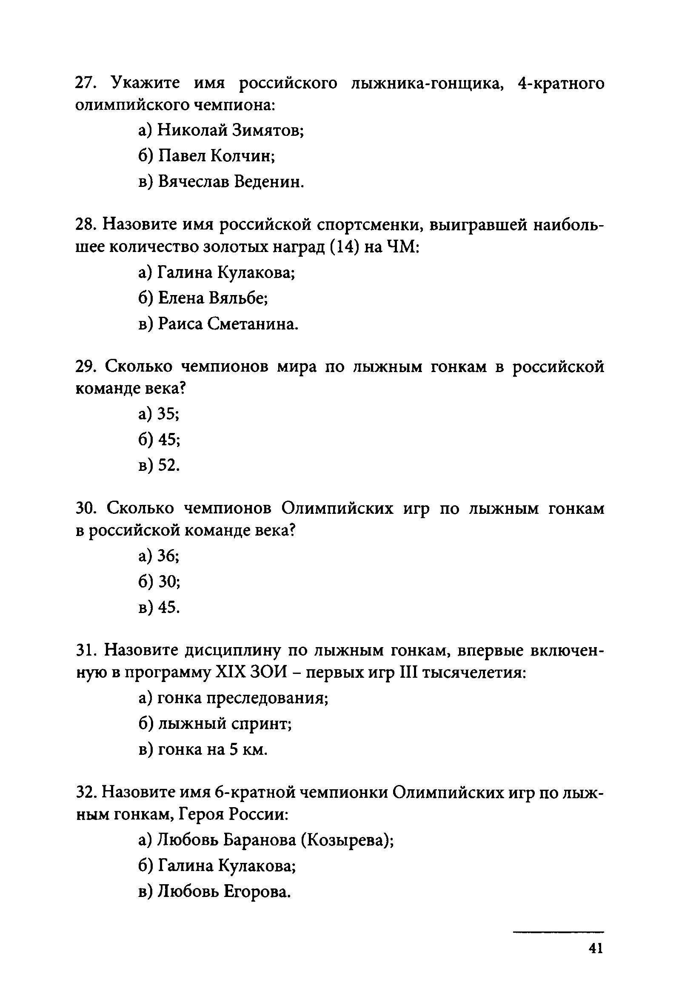 27. Укажите имя российского лыжника-гонщика, 4-кратного
олимпийского чемпиона:
а) Николай Зимятов;
б) Павел Колчин;
в) Вячеслав Веденин.
28. Назовите имя российской спортсменки, выигравшей наиболь-
шее количество золотых наград (14) на ЧМ:
а) Галина Кулакова;
б) Елена Вяльбе;
в) Раиса Сметанина.
29. Сколько чемпионов мира по лыжным гонкам в российской
команде века?
а) 35;
б) 45;
в) 52.
30. Сколько чемпионов Олимпийских игр по лыжным гонкам
в российской команде века?
а) 36;
б) 30;
в) 45.
31. Назовите дисциплину по лыжным гонкам, впервые включен-
ную в программу XIX ЗОИ – первых игр III тысячелетия:
а) гонка преследования;
б) лыжный спринт;
в) гонка на 5 км.
32. Назовите имя 6-кратной чемпионки Олимпийских игр по лыж-
ным гонкам, Героя России:
а) Любовь Баранова (Козырева);
б) Галина Кулакова;
в) Любовь Егорова.
41